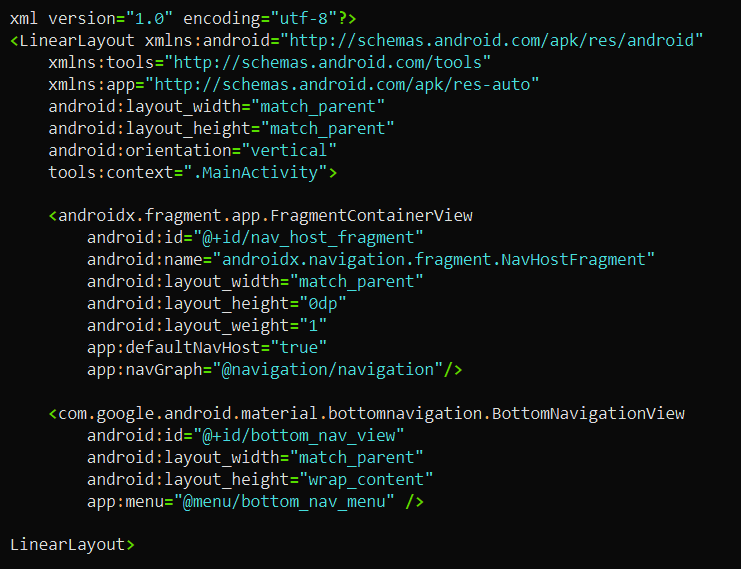 xml version="1.0" encoding="utf-8"?>
<LinearLayout xmlns:android="http://schemas.android.com/apk/res/android"
    xmlns:tools="http://schemas.android.com/tools"
    xmlns:app="http://schemas.android.com/apk/res-auto"
    android:layout_width="match_parent"
    android:layout_height="match_parent"
    android:orientation="vertical"
    tools:context=".MainActivity">

    <androidx.fragment.app.FragmentContainerView
        android:id="@+id/nav_host_fragment"
        android:name="androidx.navigation.fragment.NavHostFragment"
        android:layout_width="match_parent"
        android:layout_height="0dp"
        android:layout_weight="1"
        app:defaultNavHost="true"
        app:navGraph="@navigation/navigation"/>

    <com.google.android.material.bottomnavigation.BottomNavigationView
        android:id="@+id/bottom_nav_view"
        android:layout_width="match_parent"
        android:layout_height="wrap_content"
        app:menu="@menu/bottom_nav_menu" />

LinearLayout>